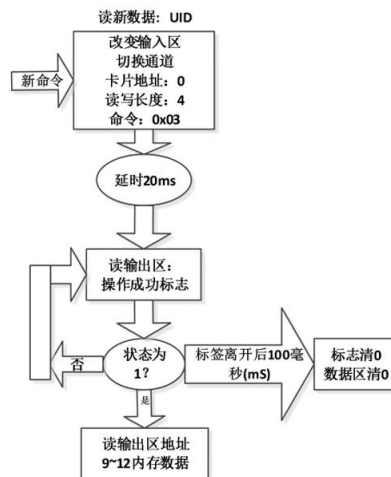 读新数据：UID
改变输入区
切换通道
卡片地址：0
读写长度：4
命令：0x03
新命令
延时20ms
读输出区：
操作成功标志
状态为
1？
否
标签离开后100毫
秒(mS)
标志清0
数据区清0
是
读输出区地址
9~12内存数据